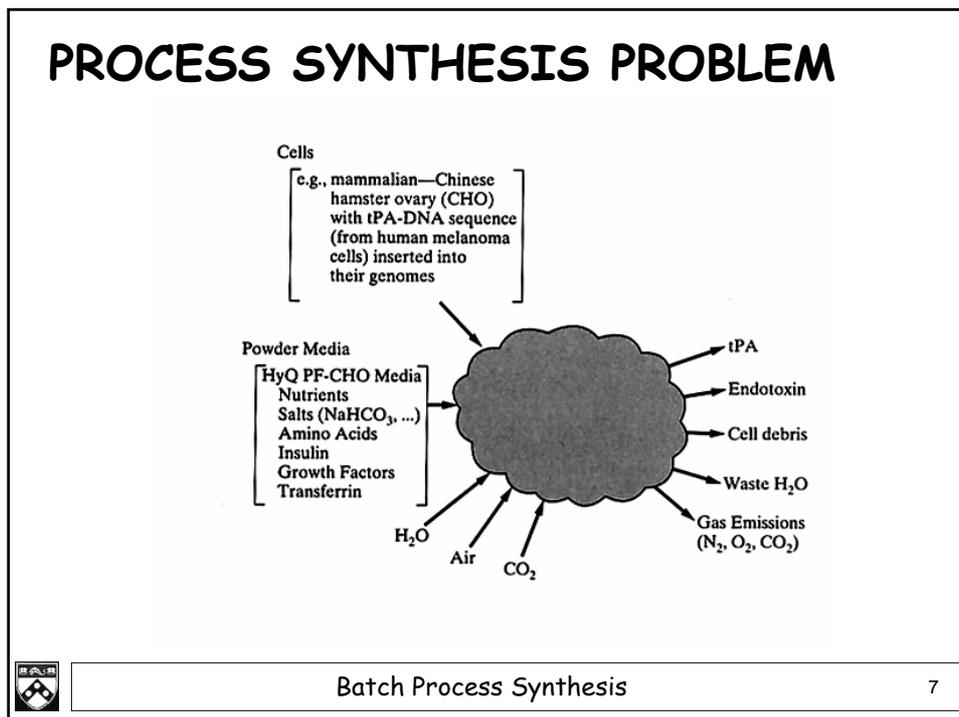 PROCESS SYNTHESIS PROBLEM
Cells
e.g., mammalian—Chinese
hamster ovary (CHO)
with tPA-DNA sequence
(from human melanoma
cells) inserted into
their genomes
Powder Media
HyQ PF-CHO Media
Nutrients
Salts (NaHCO₃, ...)
Amino Acids
Insulin
Growth Factors
Transferrin
H₂O
Air
CO₂
tPA
Endotoxin
Cell debris
Waste H₂O
Gas Emissions
(N₂, O₂, CO₂)
Batch Process Synthesis
7